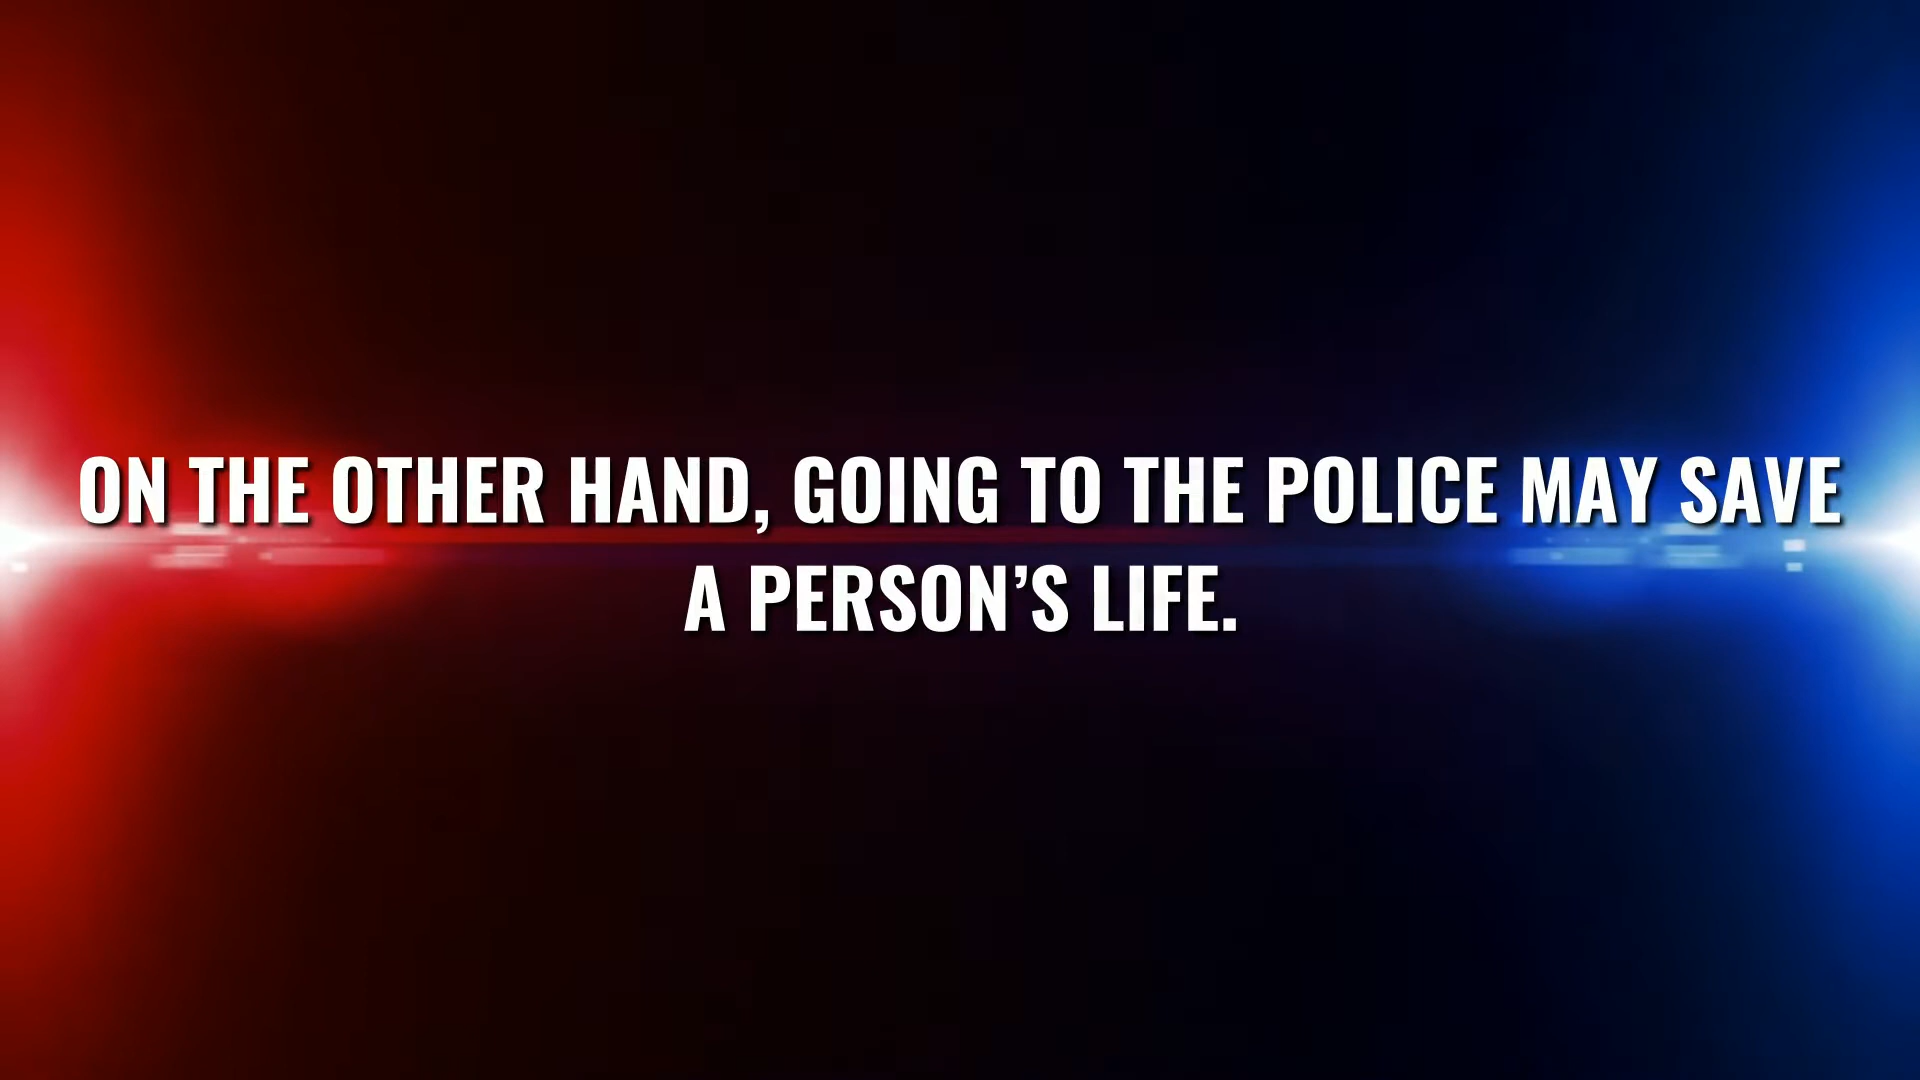 ON THE OTHER HAND, GOING TO THE POLICE MAY SAVE
A PERSON’S LIFE.